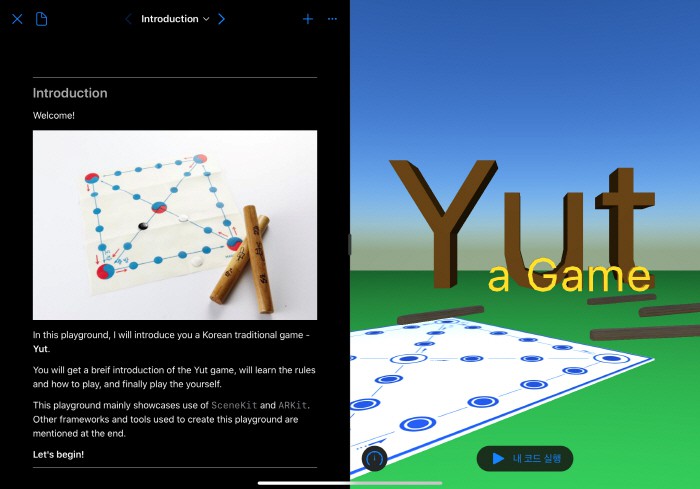 Introduction
Introduction
Welcome!
In this playground, I will introduce you a Korean traditional game -
Yut.
You will get a breif introduction of the Yut game, will learn the rules
and how to play, and finally play the yourself.
This playground mainly showcases use of SceneKit and ARKit.
Other frameworks and tools used to create this playground are
mentioned at the end.
Let's begin!
Yut
a Game
내 코드 실행